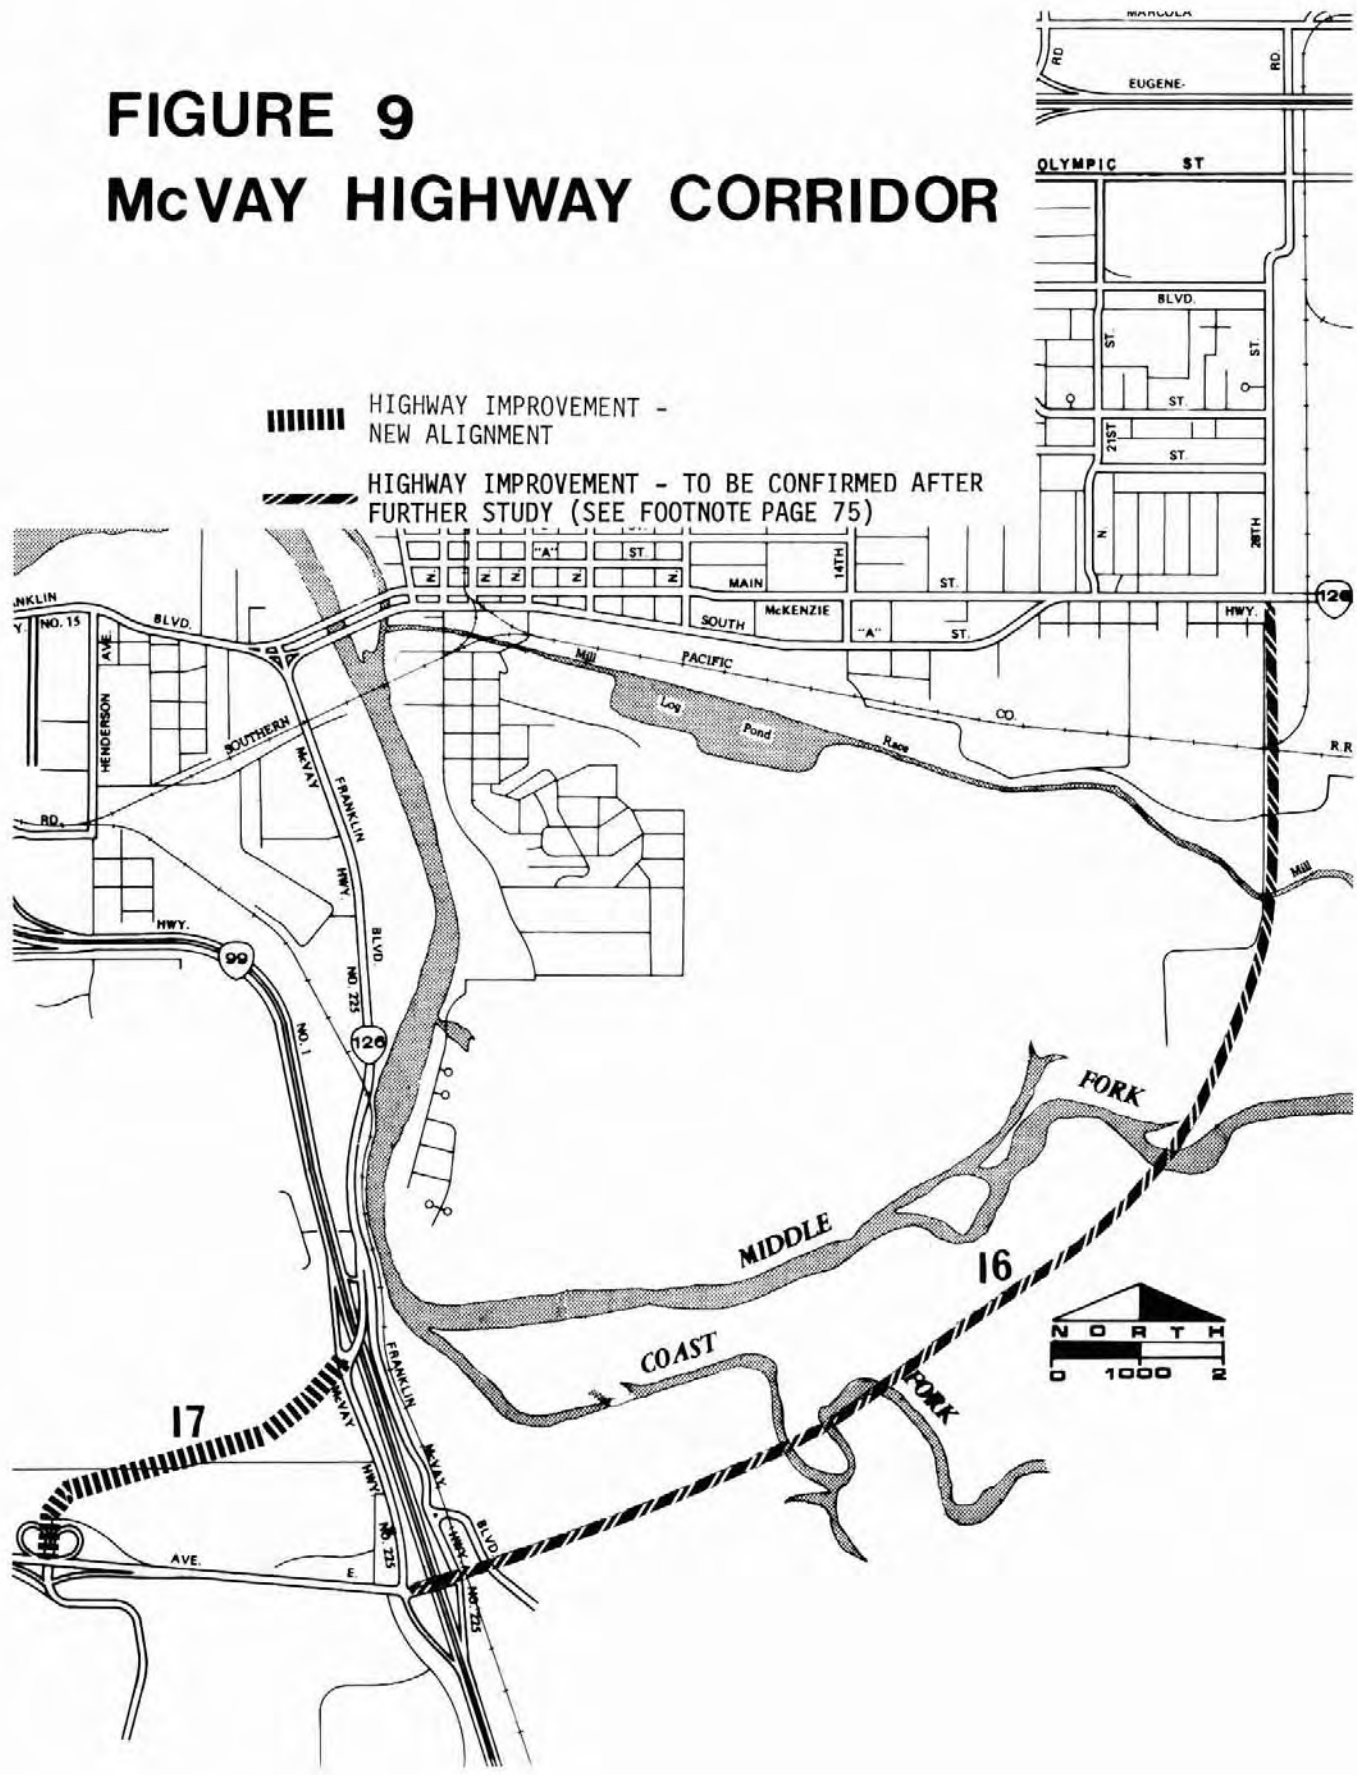 FIGURE 9
McVAY HIGHWAY CORRIDOR
HIGHWAY IMPROVEMENT -
NEW ALIGNMENT
HIGHWAY IMPROVEMENT - TO BE CONFIRMED AFTER
FURTHER STUDY (SEE FOOTNOTE PAGE 75)
MARCOLA
RD
RD.
EUGENE-
OLYMPIC ST
BLVD.
ST.
ST.
ST.
21ST
ST.
N.
28TH
"A" ST.
N. N. N. N. N.
14TH
MAIN ST.
McKENZIE HWY.
126
SOUTH "A" ST.
NKLIN BLVD.
Y. NO. 15
HENDERSON AVE.
RD.
SOUTHERN PACIFIC CO. R.R
Mill Race
Log Pond
Mill
McVAY HWY. NO. 225
FRANKLIN BLVD.
126
HWY.
99
NO. 1
MIDDLE FORK
COAST FORK
16
17
FRANKLIN
McVAY
HWY.
NO. 225
McVAY
HWY.
NO. 225
BLVD.
AVE. E.
NORTH
0 1000 2